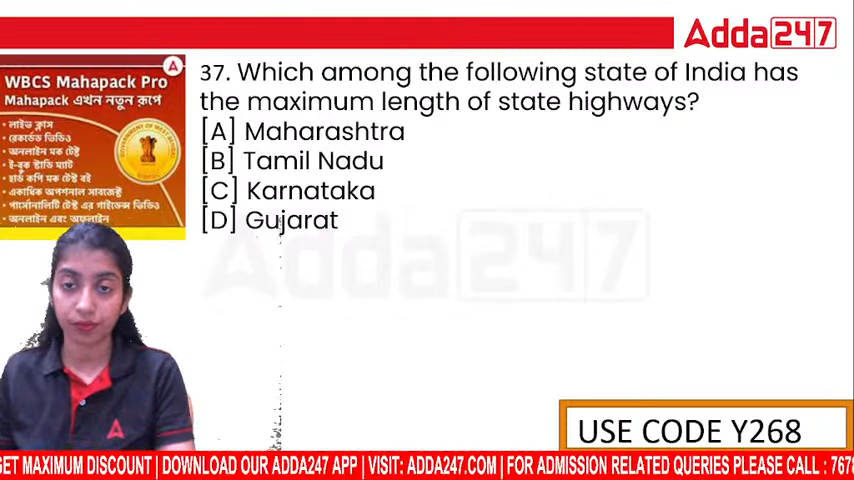 Adda247
WBCS Mahapack Pro
Mahapack এখন নতুন রূপে
• লাইভ ক্লাস
• রেকর্ডেড ভিডিও
• অনলাইন মক টেস্ট
• ই-বুক স্টাডি ম্যাট
• হার্ড কপি মক টেস্ট বই
• একাধিক অপশনাল সাবজেক্ট
• পার্সোনালিটি টেস্ট এর গাইডেন্স ভিডিও
• অনলাইন এবং অফলাইন
37. Which among the following state of India has
the maximum length of state highways?
[A] Maharashtra
[B] Tamil Nadu
[C] Karnataka
[D] Gujarat
Adda247
USE CODE Y268
GET MAXIMUM DISCOUNT | DOWNLOAD OUR ADDA247 APP | VISIT: ADDA247.COM | FOR ADMISSION RELATED QUERIES PLEASE CALL : 767